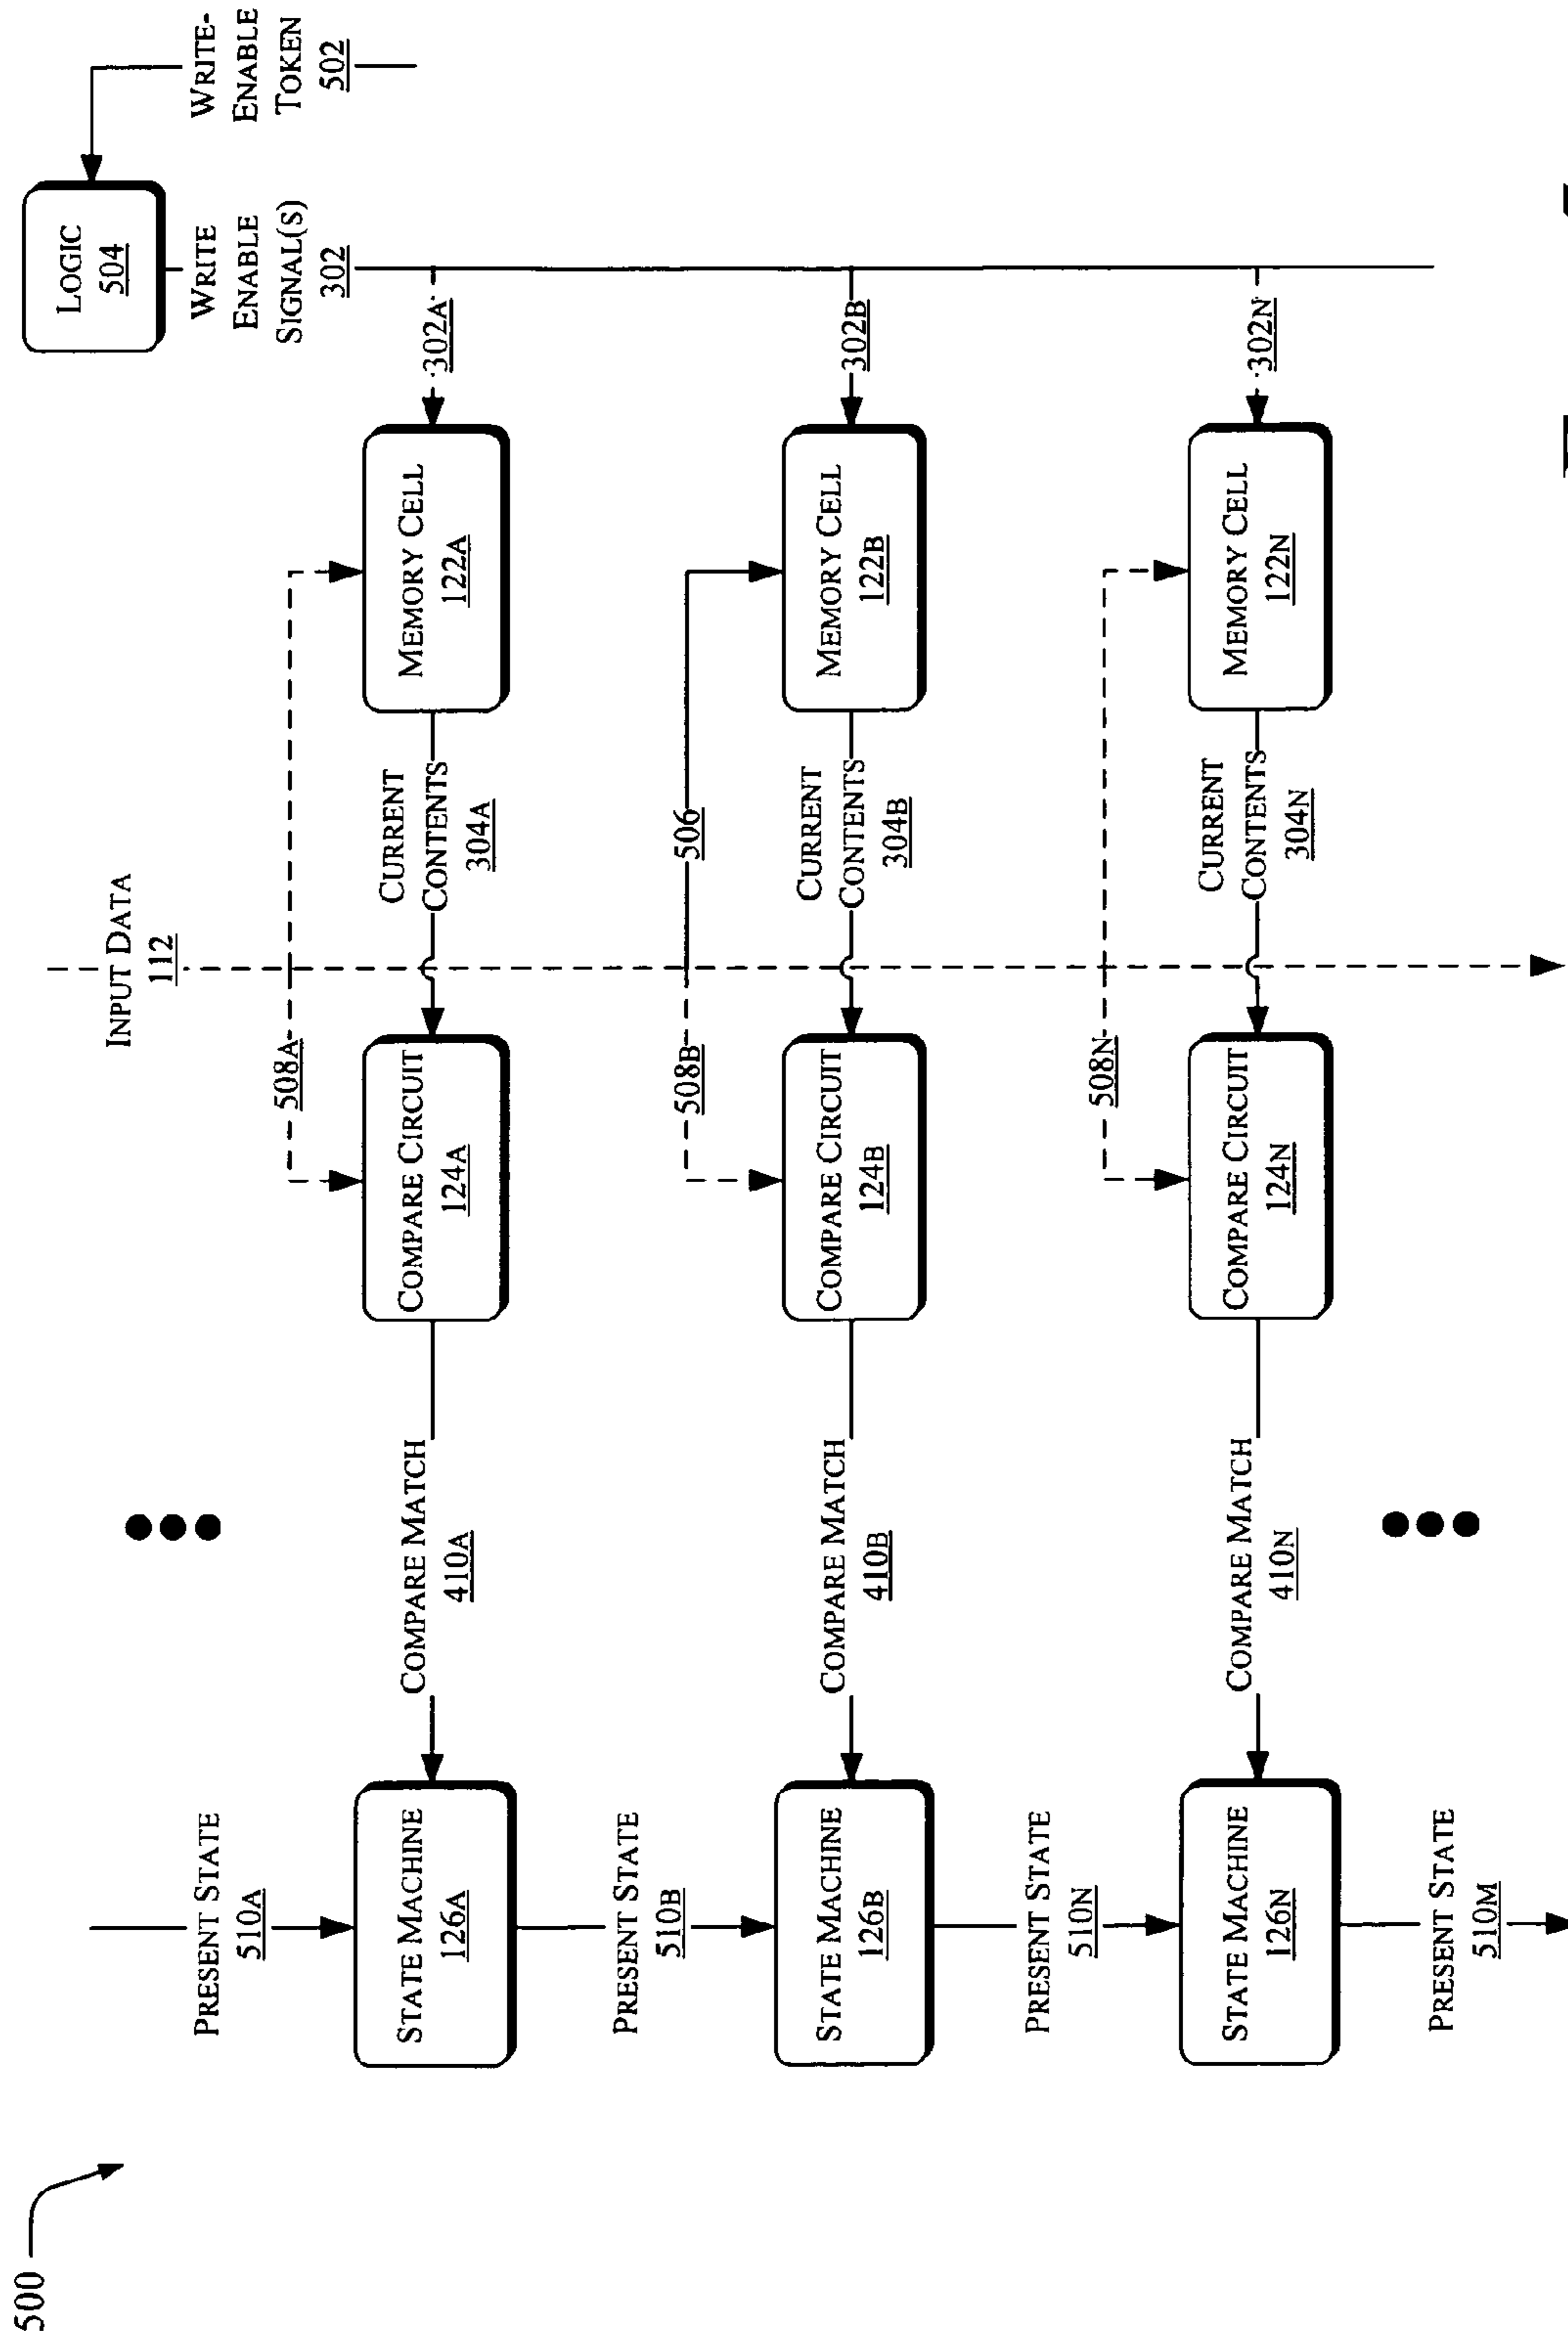 500
PRESENT STATE
510A
STATE MACHINE
126A
PRESENT STATE
510B
STATE MACHINE
126B
PRESENT STATE
510N
STATE MACHINE
126N
PRESENT STATE
510M
COMPARE MATCH
410A
COMPARE MATCH
410B
COMPARE MATCH
410N
INPUT DATA
112
508A
COMPARE CIRCUIT
124A
508B
506
COMPARE CIRCUIT
124B
508N
COMPARE CIRCUIT
124N
CURRENT
CONTENTS
304A
CURRENT
CONTENTS
304B
CURRENT
CONTENTS
304N
MEMORY CELL
122A
MEMORY CELL
122B
MEMORY CELL
122N
302A
302B
302N
LOGIC
504
WRITE
ENABLE
SIGNAL(S)
302
WRITE-
ENABLE
TOKEN
502